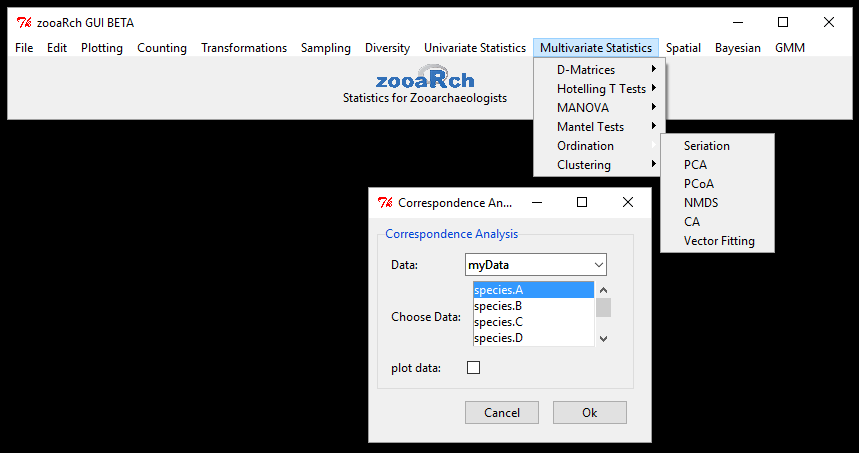 zooaRch GUI BETA
File Edit Plotting Counting Transformations Sampling Diversity Univariate Statistics Multivariate Statistics Spatial Bayesian GMM
zooaRch
Statistics for Zooarchaeologists
D-Matrices
Hotelling T Tests
MANOVA
Mantel Tests
Ordination
Clustering
Seriation
PCA
PCoA
NMDS
CA
Vector Fitting
Correspondence An...
Correspondence Analysis
Data: myData
Choose Data:
species.A
species.B
species.C
species.D
plot data:
Cancel Ok